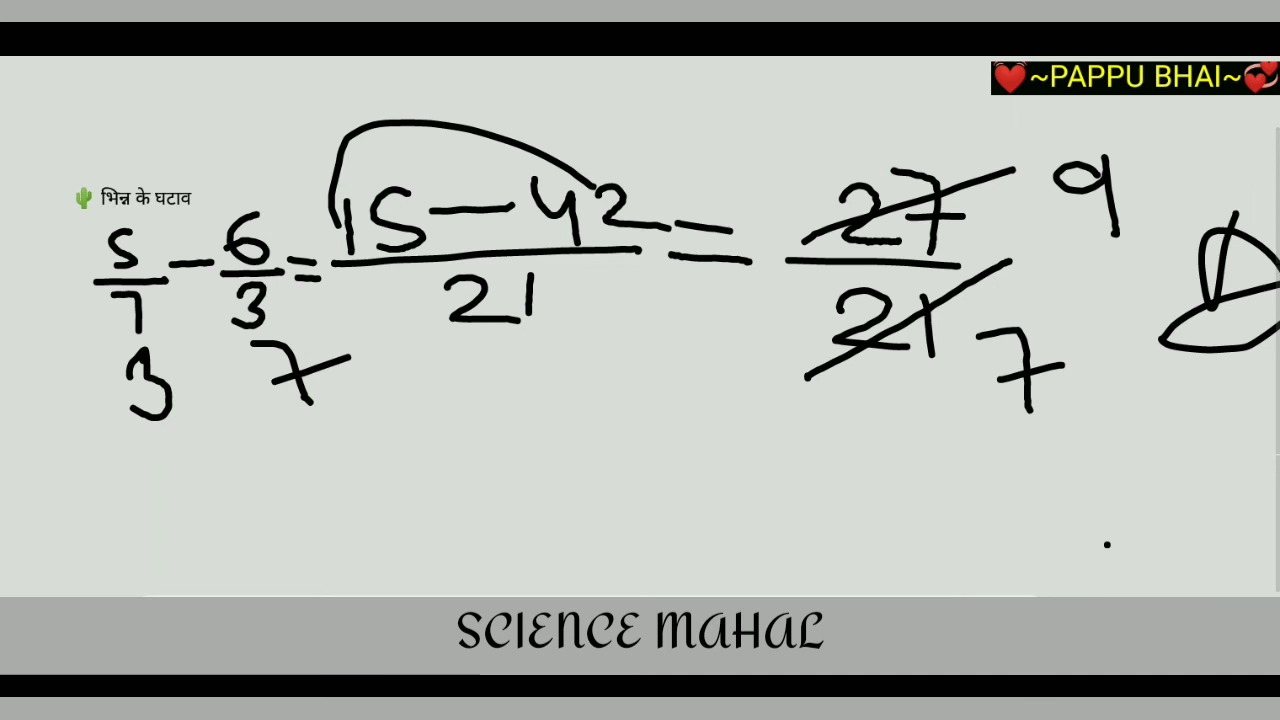 ❤️~PAPPU BHAI~💞
🌵 भिन्न के घटाव
5/7 - 6/3 = 15 - 42 / 21 = 27/21 9
3 7 7
SCIENCE MAHAL